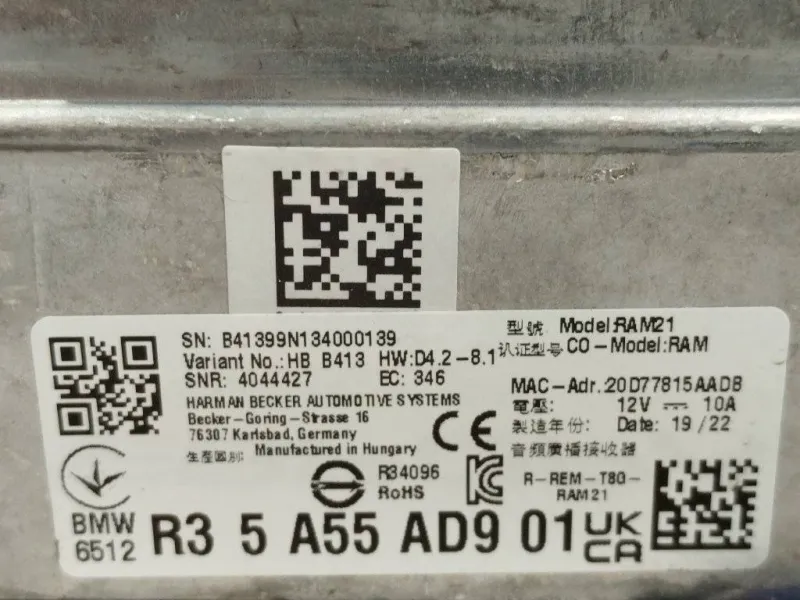 SN: B41399N134000139
Variant No.:HB B413 HW:D4.2-8.1
SNR: 4044427 EC: 346
HARMAN BECKER AUTOMOTIVE SYSTEMS
Becker-Goring-Strasse 16
76307 Karlsbad, Germany
生產國別: Manufactured in Hungary
型號 Model:RAM21
认证型号 CO-Model:RAM
MAC-Adr.:20D77815AAD8
電壓: 12V 10A
製造年份: Date: 19/22
音頻廣播接收器
CE
R34096
RoHS
R-REM-T8G-
RAM21
BMW
6512
R3 5 A55 AD9 01
UK
CA